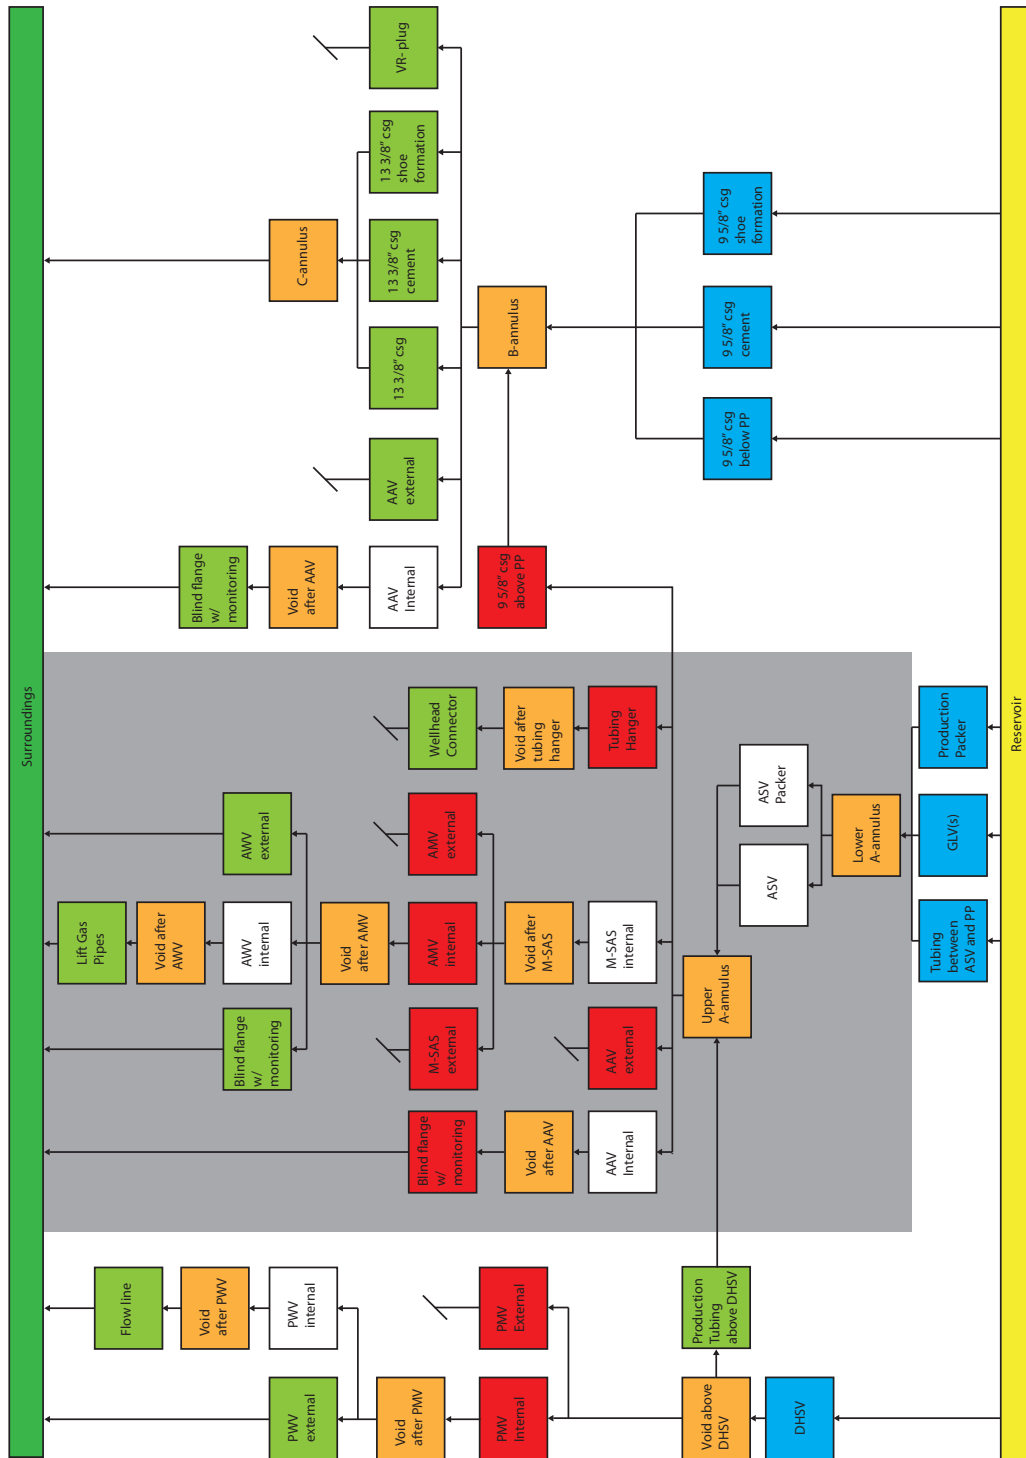 Surroundings
VR- plug
13 3/8" csg
shoe
formation
13 3/8" csg
cement
13 3/8" csg
AAV
external
C-annulus
Blind flange
w/
monitoring
Void
after AAV
AAV
Internal
B-annulus
9 5/8" csg
above PP
9 5/8" csg
shoe
formation
9 5/8" csg
cement
9 5/8" csg
below PP
Wellhead
Connector
Void after
tubing
hanger
Tubing
Hanger
AWV
external
AMV
external
Lift Gas
Pipes
Void after
AWV
AWV
internal
Void after
AMV
AMV
internal
Void after
M-SAS
M-SAS
internal
Blind flange
w/
monitoring
M-SAS
external
AAV
external
Blind flange
w/
monitoring
Void
after AAV
AAV
Internal
Upper
A-annulus
ASV
Packer
ASV
Lower
A-annulus
Production
Packer
GLV(s)
Tubing
between
ASV and PP
Flow line
Void
after PWV
PWV
internal
PWV
external
Void
after PMV
PMV
External
PMV
Internal
Production
Tubing
above DHSV
Void above
DHSV
DHSV
Reservoir